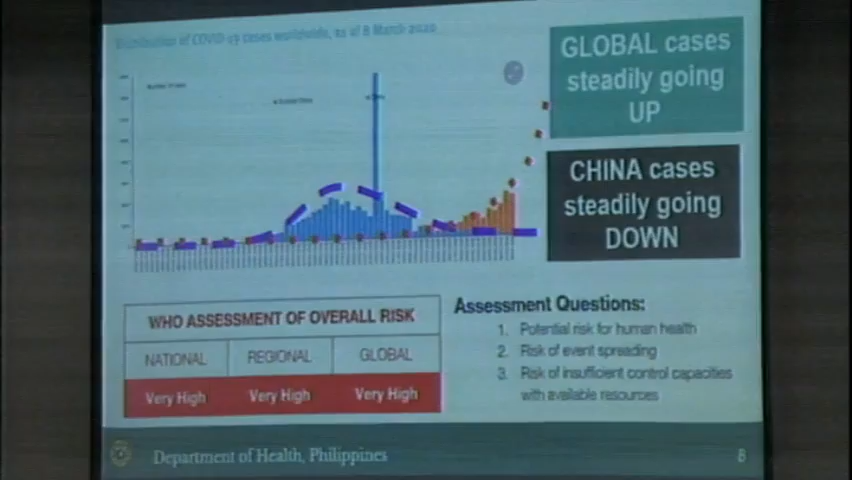 Distribution of COVID-19 cases worldwide, as of 8 March 2020
GLOBAL cases
steadily going
UP
CHINA cases
steadily going
DOWN
WHO ASSESSMENT OF OVERALL RISK
NATIONAL REGIONAL GLOBAL
Very High Very High Very High
Assessment Questions:
1. Potential risk for human health
2. Risk of event spreading
3. Risk of insufficient control capacities
with available resources
Department of Health, Philippines
8